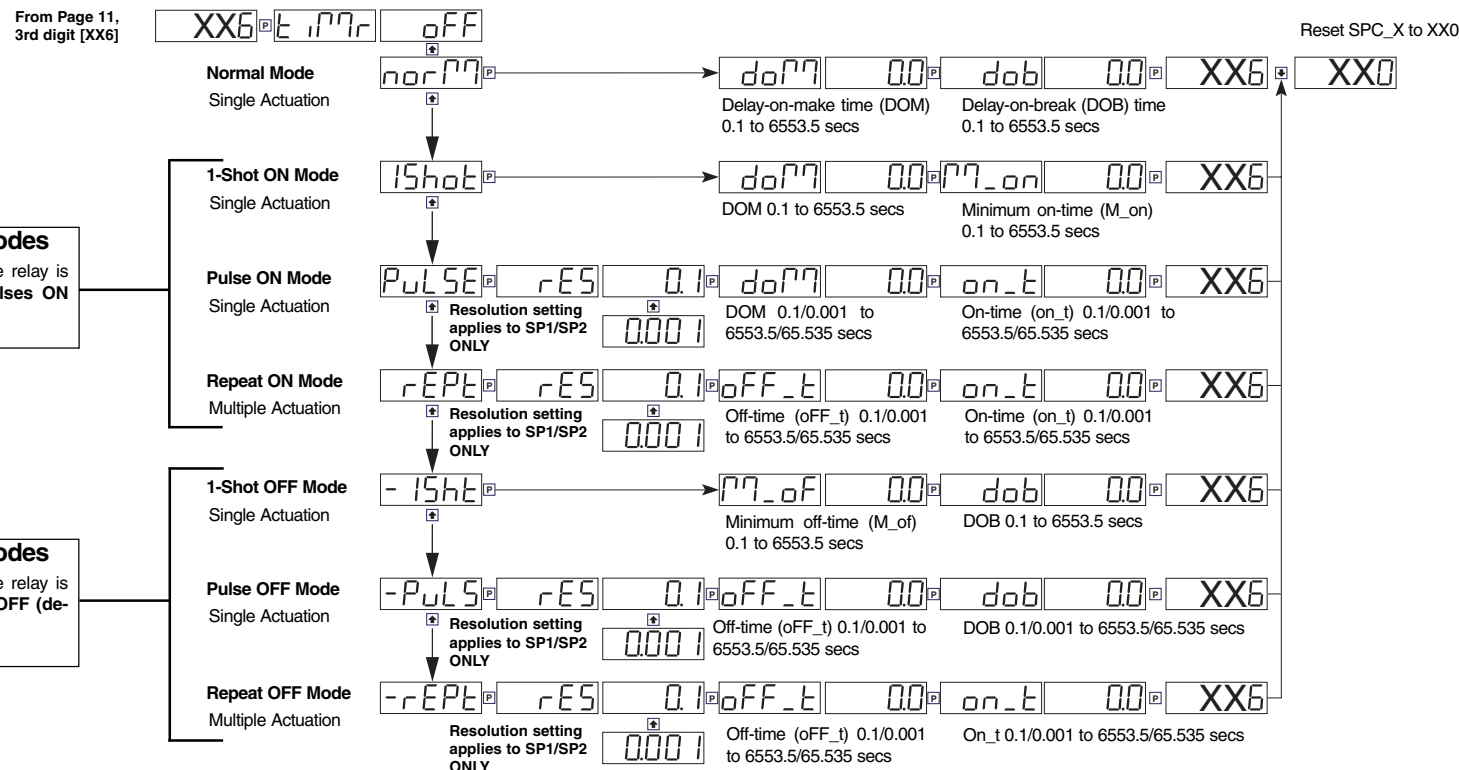 From Page 11,
3rd digit [XX6]
XX6 P t iMr oFF
Reset SPC_X to XX0
Normal Mode
Single Actuation
norM P doM 0.0 P dob 0.0 P XX6 XX0
Delay-on-make time (DOM)
0.1 to 6553.5 secs
Delay-on-break (DOB) time
0.1 to 6553.5 secs
1-Shot ON Mode
Single Actuation
1Shot P doM 0.0 P M_on 0.0 P XX6
DOM 0.1 to 6553.5 secs
Minimum on-time (M_on)
0.1 to 6553.5 secs
odes
e relay is
lses ON
Pulse ON Mode
Single Actuation
PuLSE P rES 0.1 P doM 0.0 P on_t 0.0 P XX6
Resolution setting
applies to SP1/SP2
ONLY
0.001
DOM 0.1/0.001 to
6553.5/65.535 secs
On-time (on_t) 0.1/0.001 to
6553.5/65.535 secs
Repeat ON Mode
Multiple Actuation
rEPt P rES 0.1 P oFF_t 0.0 P on_t 0.0 P XX6
Resolution setting
applies to SP1/SP2
ONLY
0.001
Off-time (oFF_t) 0.1/0.001
to 6553.5/65.535 secs
On-time (on_t) 0.1/0.001
to 6553.5/65.535 secs
1-Shot OFF Mode
Single Actuation
-1Sht P M_oF 0.0 P dob 0.0 P XX6
Minimum off-time (M_of)
0.1 to 6553.5 secs
DOB 0.1 to 6553.5 secs
odes
e relay is
OFF (de-
Pulse OFF Mode
Single Actuation
-PuLS P rES 0.1 P oFF_t 0.0 P dob 0.0 P XX6
Resolution setting
applies to SP1/SP2
ONLY
0.001
Off-time (oFF_t) 0.1/0.001 to
6553.5/65.535 secs
DOB 0.1/0.001 to 6553.5/65.535 secs
Repeat OFF Mode
Multiple Actuation
-rEPt P rES 0.1 P oFF_t 0.0 P on_t 0.0 P XX6
Resolution setting
applies to SP1/SP2
ONLY
0.001
Off-time (oFF_t) 0.1/0.001
to 6553.5/65.535 secs
On_t 0.1/0.001 to 6553.5/65.535 secs